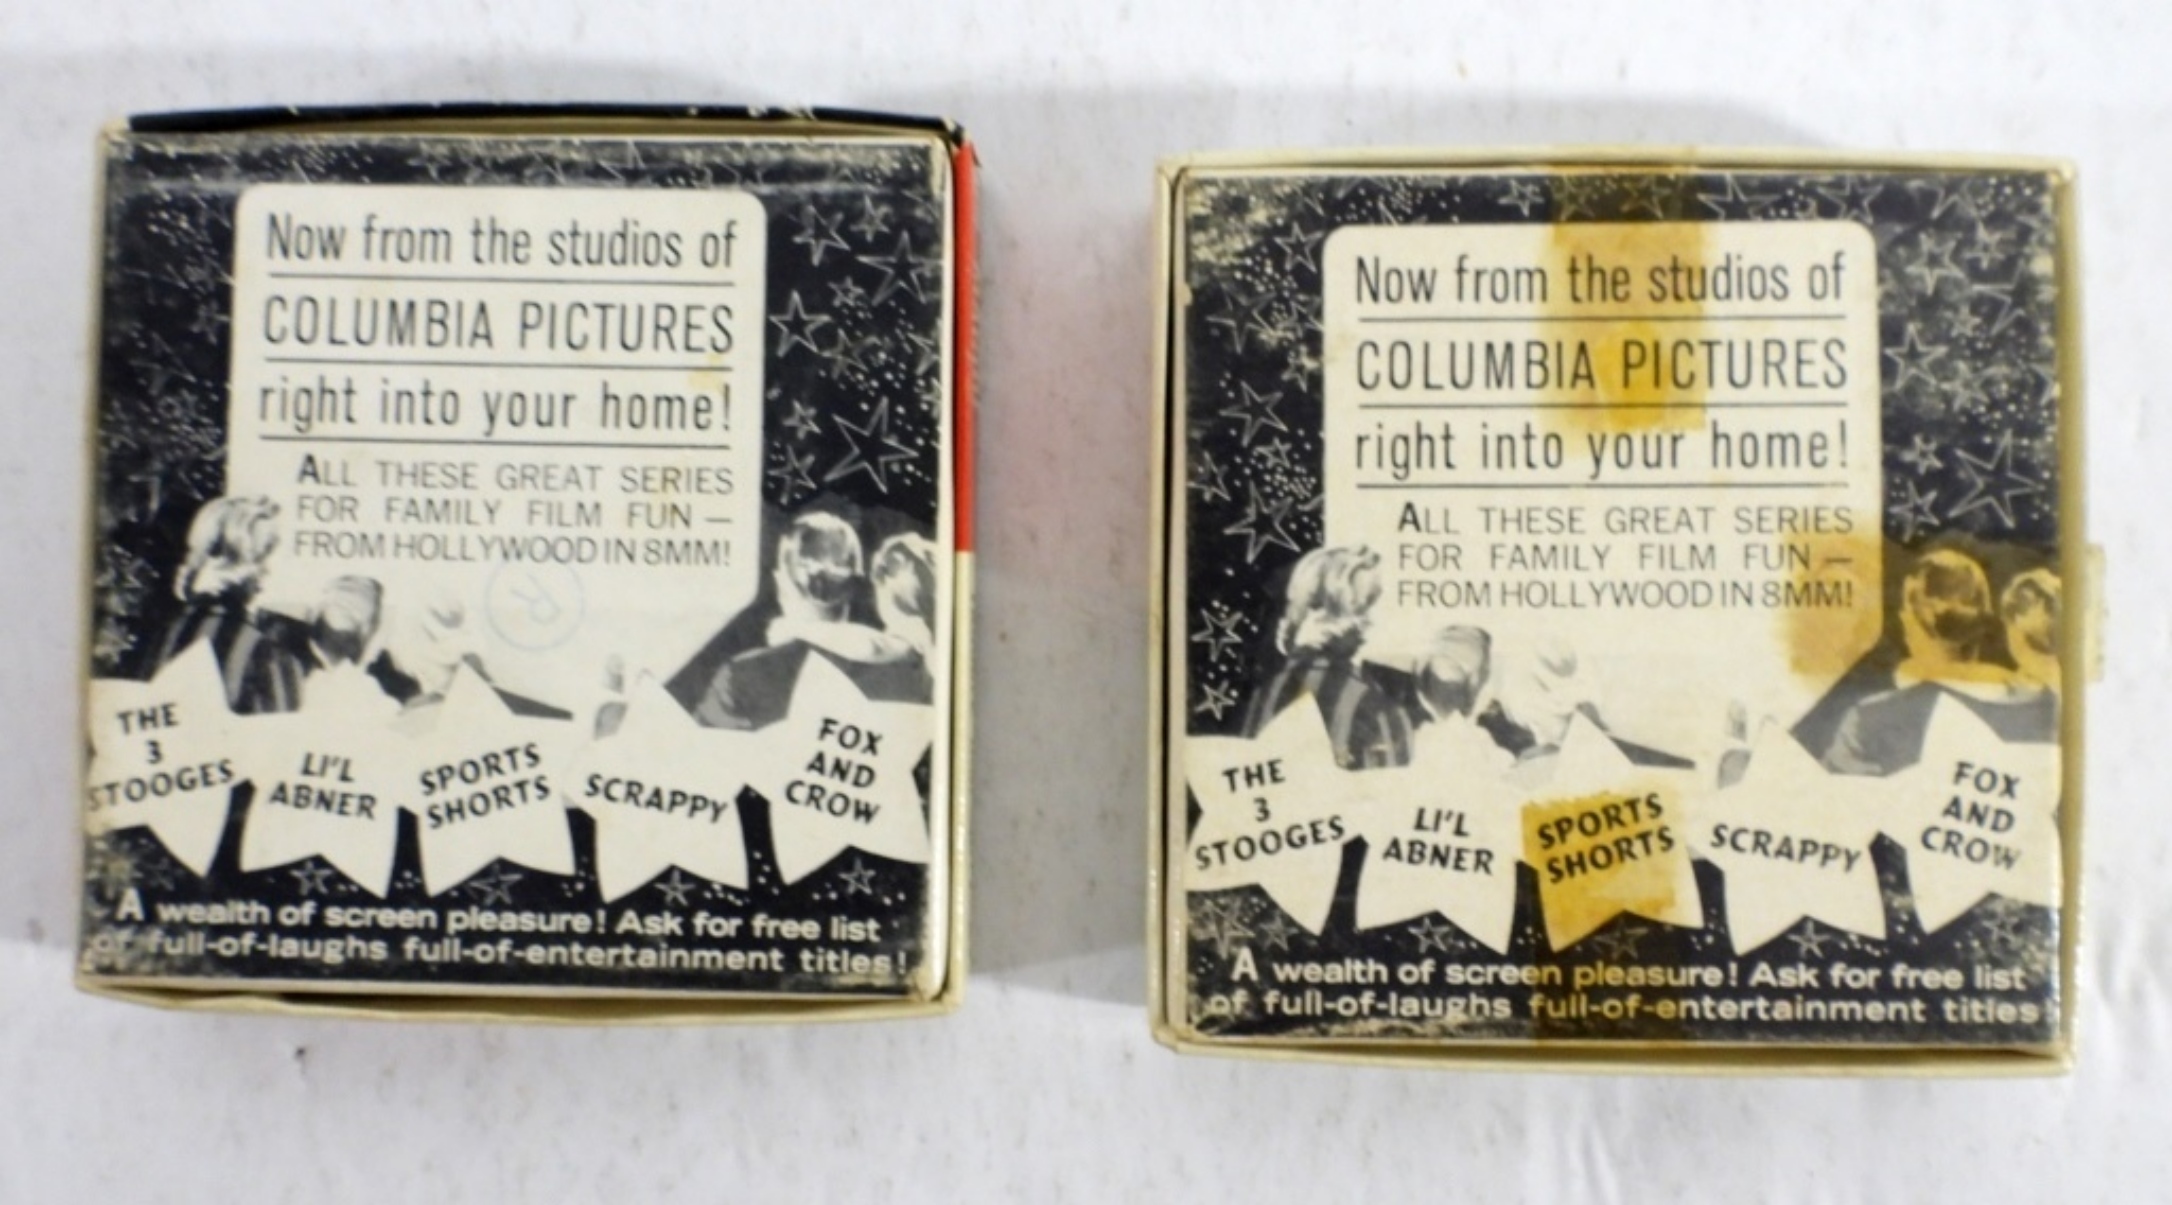 Now from the studios of
COLUMBIA PICTURES
right into your home!
ALL THESE GREAT SERIES
FOR FAMILY FILM FUN —
FROM HOLLYWOOD IN 8MM!
R
THE
3
STOOGES
LI'L
ABNER
SPORTS
SHORTS
SCRAPPY
FOX
AND
CROW
A wealth of screen pleasure! Ask for free list
of full-of-laughs full-of-entertainment titles!
Now from the studios of
COLUMBIA PICTURES
right into your home!
ALL THESE GREAT SERIES
FOR FAMILY FILM FUN —
FROM HOLLYWOOD IN 8MM!
THE
3
STOOGES
LI'L
ABNER
SPORTS
SHORTS
SCRAPPY
FOX
AND
CROW
A wealth of screen pleasure! Ask for free list
of full-of-laughs full-of-entertainment titles!